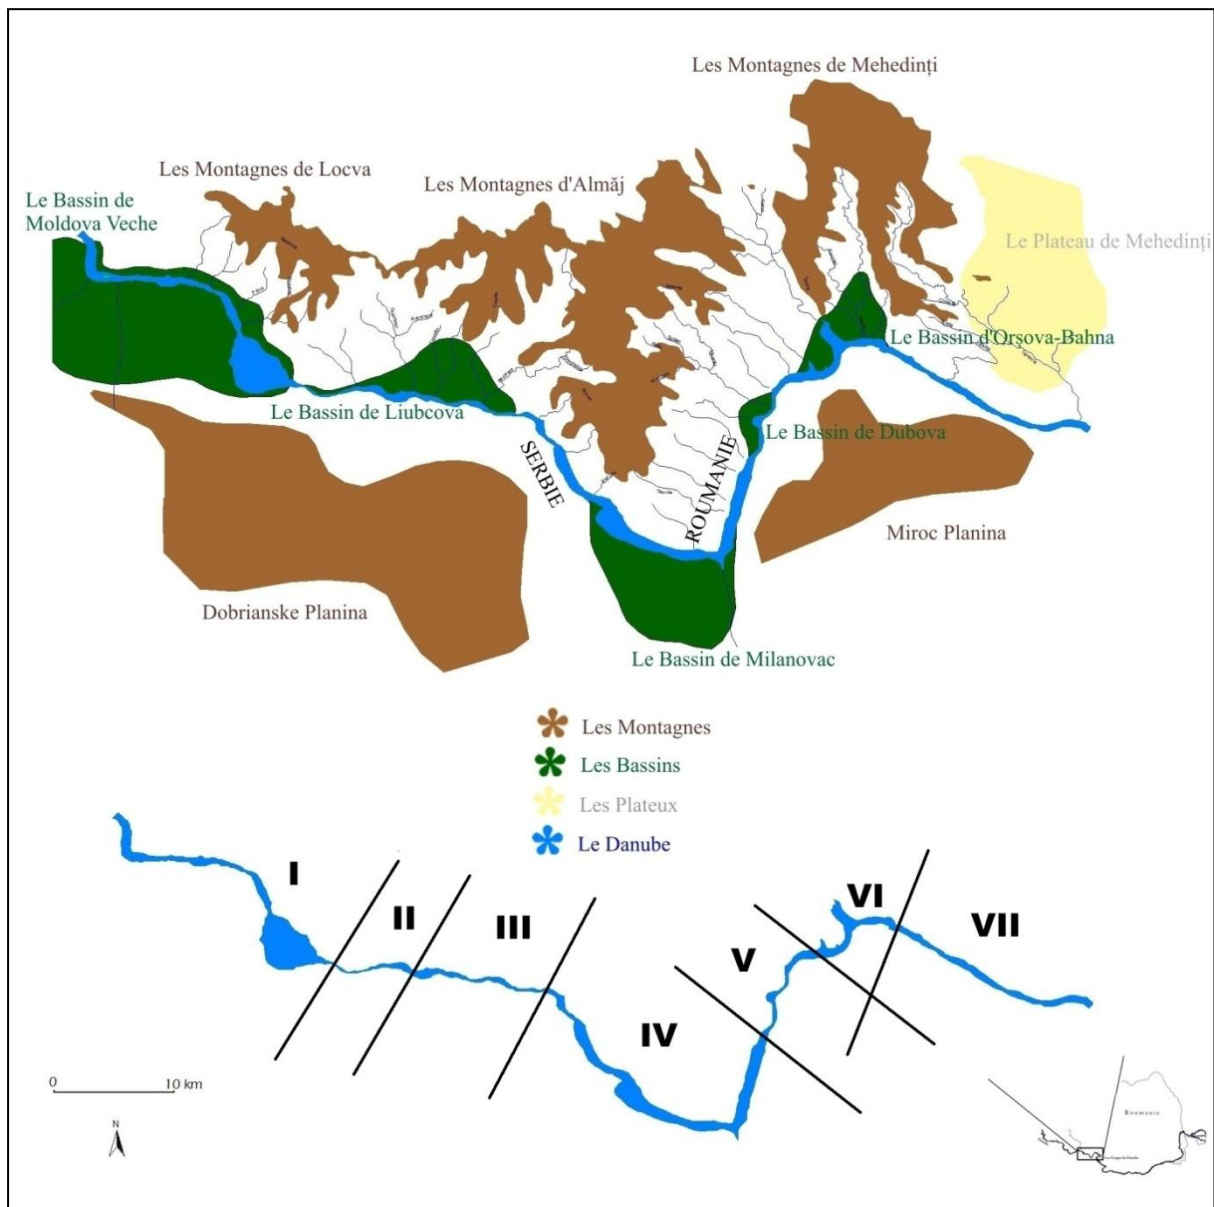 Les Montagnes de Mehedinți
Les Montagnes de Locva
Les Montagnes d'Almăj
Le Bassin de
Moldova Veche
Le Plateau de Mehedinți
Le Bassin d'Orșova-Bahna
Le Bassin de Liubcova
Le Bassin de Dubova
SERBIE
ROUMANIE
Miroc Planina
Dobrianske Planina
Le Bassin de Milanovac
Les Montagnes
Les Bassins
Les Plateux
Le Danube
I
II
III
IV
V
VI
VII
0 10 km
N
Roumanie